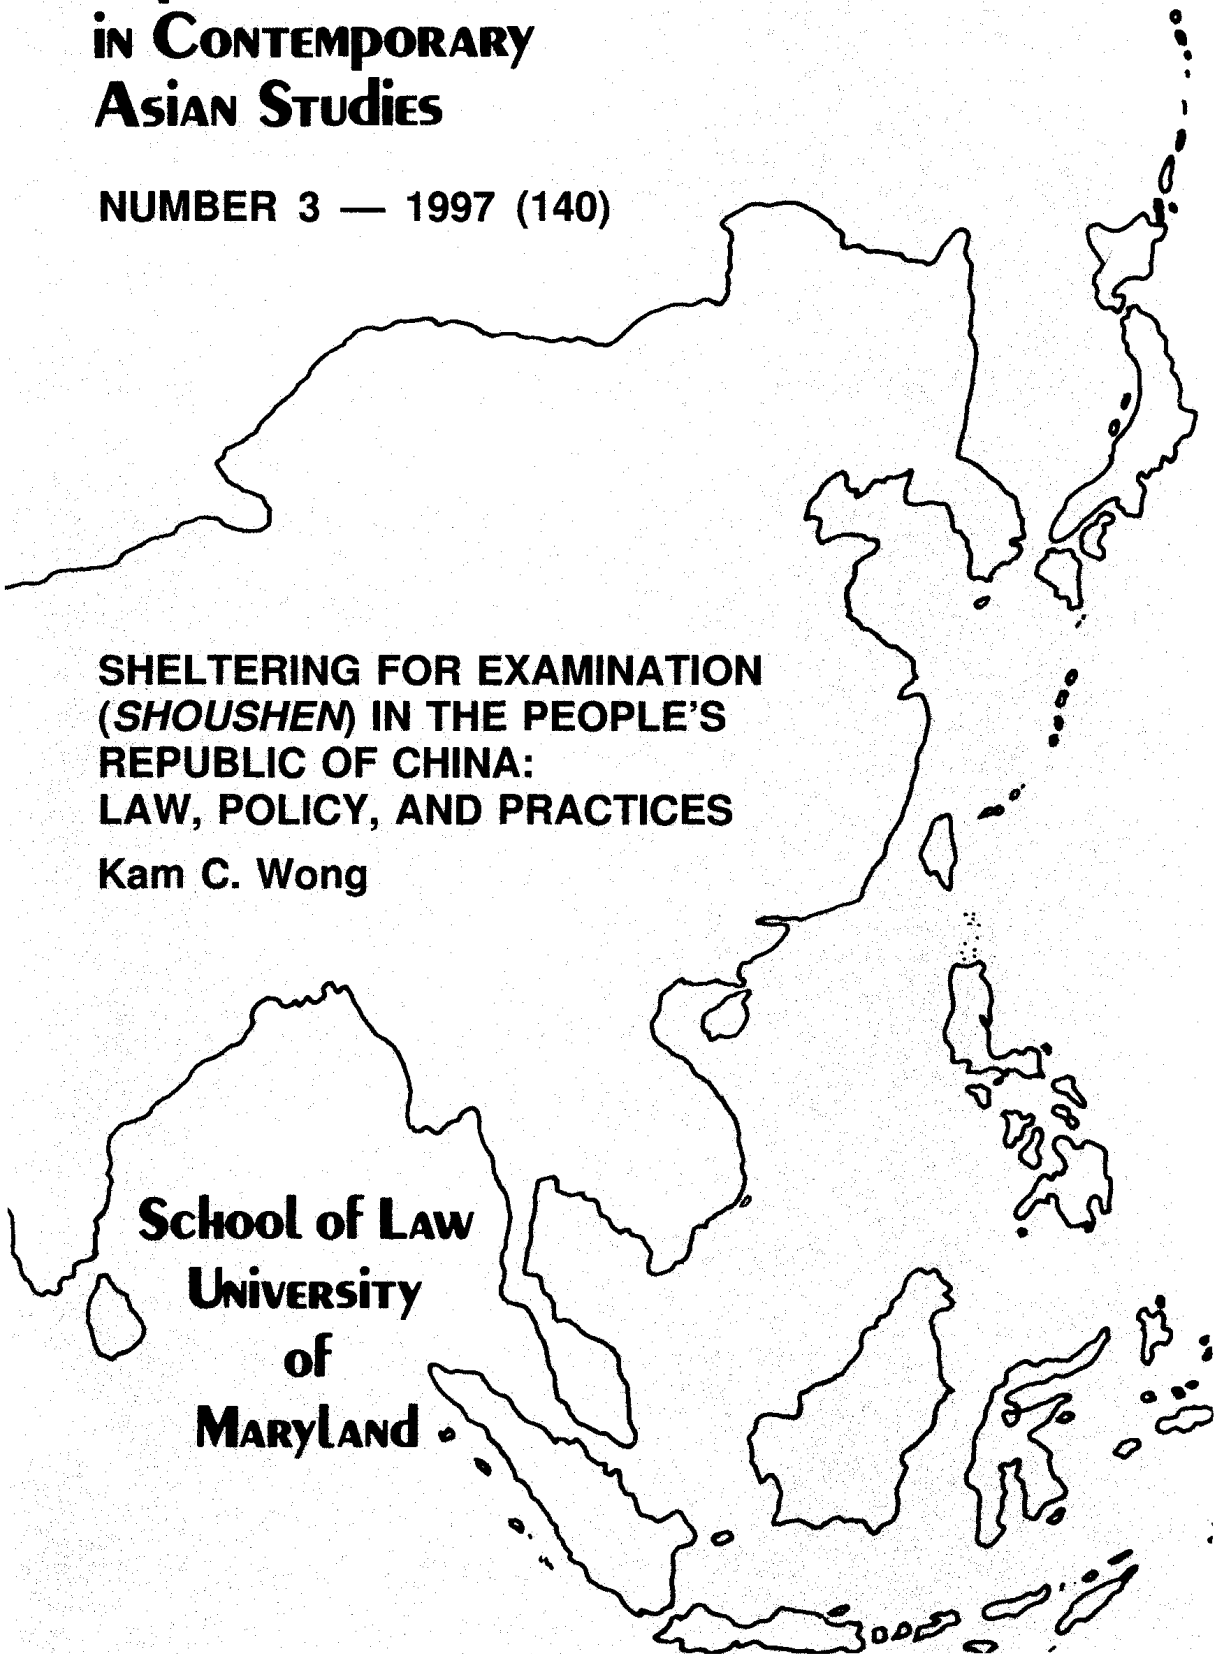 in Contemporary
Asian Studies
NUMBER 3 — 1997 (140)
SHELTERING FOR EXAMINATION
(SHOUSHEN) IN THE PEOPLE'S
REPUBLIC OF CHINA:
LAW, POLICY, AND PRACTICES
Kam C. Wong
School of Law
University
of
Maryland